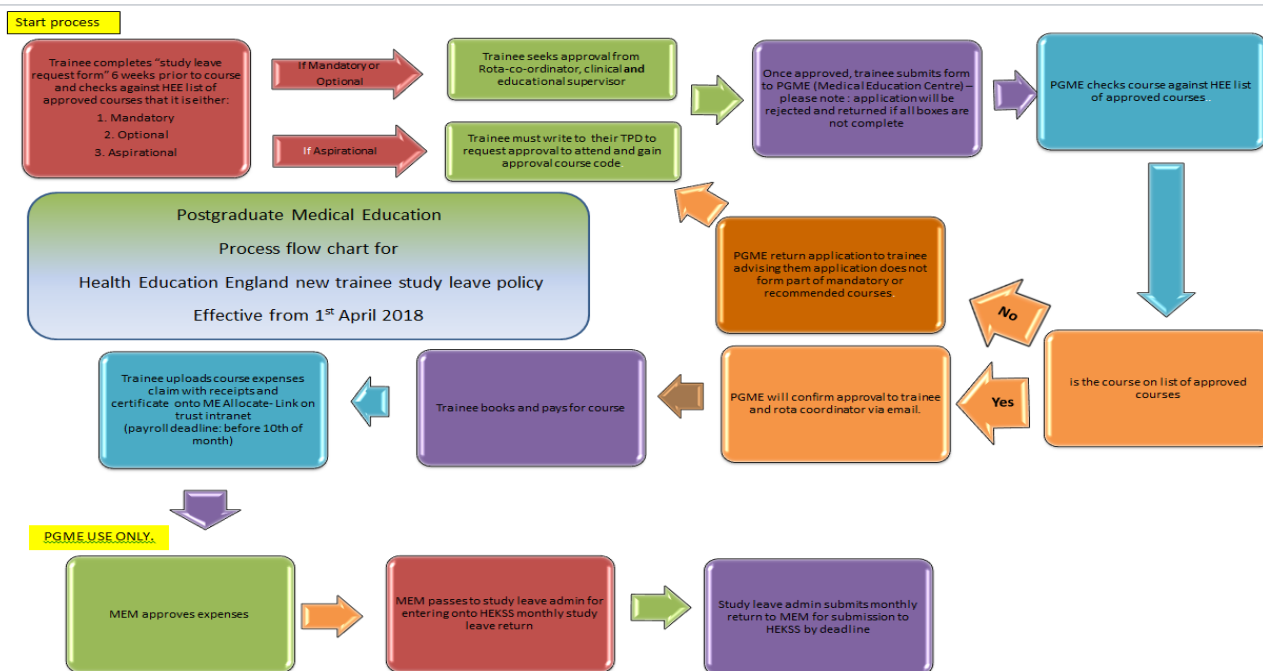 Start process
Trainee completes “study leave
request form” 6 weeks prior to course
and checks against HEE list of
approved courses that it is either:
1. Mandatory
2. Optional
3. Aspirational
If Mandatory or
Optional
If Aspirational
Trainee seeks approval from
Rota-co-ordinator, clinical and
educational supervisor
Trainee must write to their TPD to
request approval to attend and gain
approval course code.
Once approved, trainee submits form
to PGME (Medical Education Centre) –
please note : application will be
rejected and returned if all boxes are
not complete
PGME checks course against HEE list
of approved courses..
Postgraduate Medical Education
Process flow chart for
Health Education England new trainee study leave policy
Effective from 1st April 2018
PGME return application to trainee
advising them application does not
form part of mandatory or
recommended courses.
No
is the course on list of approved
courses
Yes
PGME will confirm approval to trainee
and rota coordinator via email.
Trainee books and pays for course
Trainee uploads course expenses
claim with receipts and
certificate onto ME Allocate- Link on
trust intranet
(payroll deadline: before 10th of
month)
PGME USE ONLY.
MEM approves expenses
MEM passes to study leave admin for
entering onto HEKSS monthly study
leave return
Study leave admin submits monthly
return to MEM for submission to
HEKSS by deadline